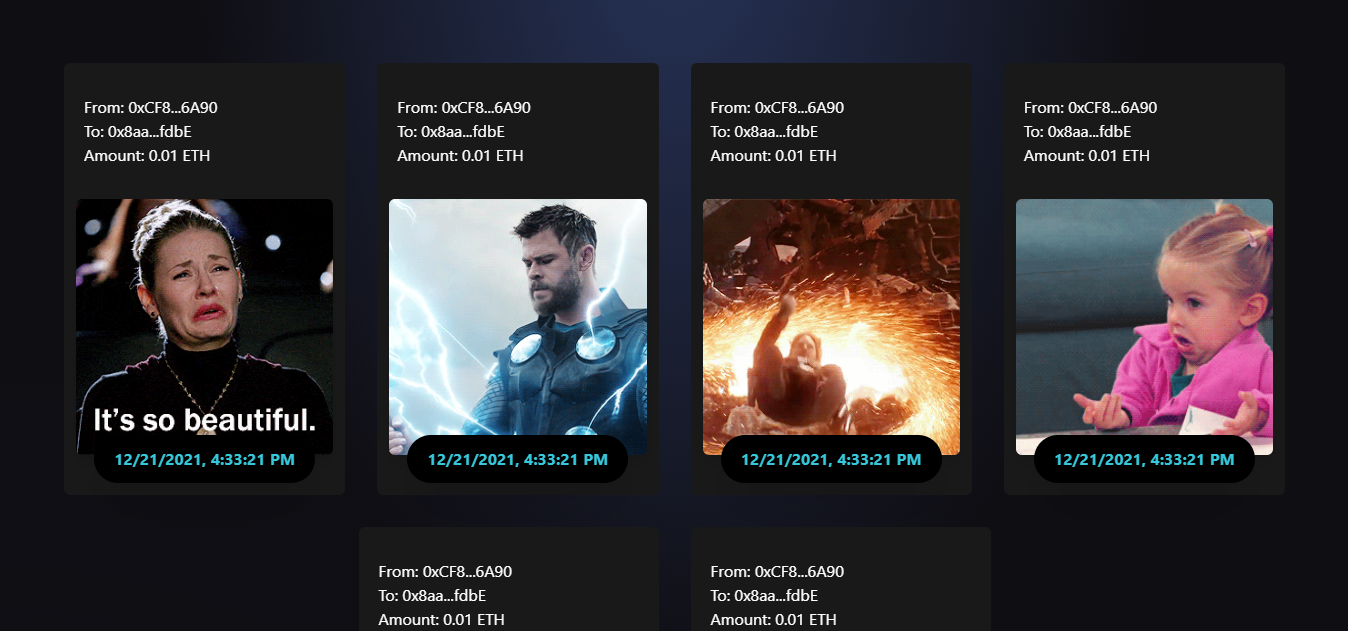 From: 0xCF8...6A90
To: 0x8aa...fdbE
Amount: 0.01 ETH
It's so beautiful.
12/21/2021, 4:33:21 PM
From: 0xCF8...6A90
To: 0x8aa...fdbE
Amount: 0.01 ETH
12/21/2021, 4:33:21 PM
From: 0xCF8...6A90
To: 0x8aa...fdbE
Amount: 0.01 ETH
12/21/2021, 4:33:21 PM
From: 0xCF8...6A90
To: 0x8aa...fdbE
Amount: 0.01 ETH
12/21/2021, 4:33:21 PM
From: 0xCF8...6A90
To: 0x8aa...fdbE
Amount: 0.01 ETH
From: 0xCF8...6A90
To: 0x8aa...fdbE
Amount: 0.01 ETH